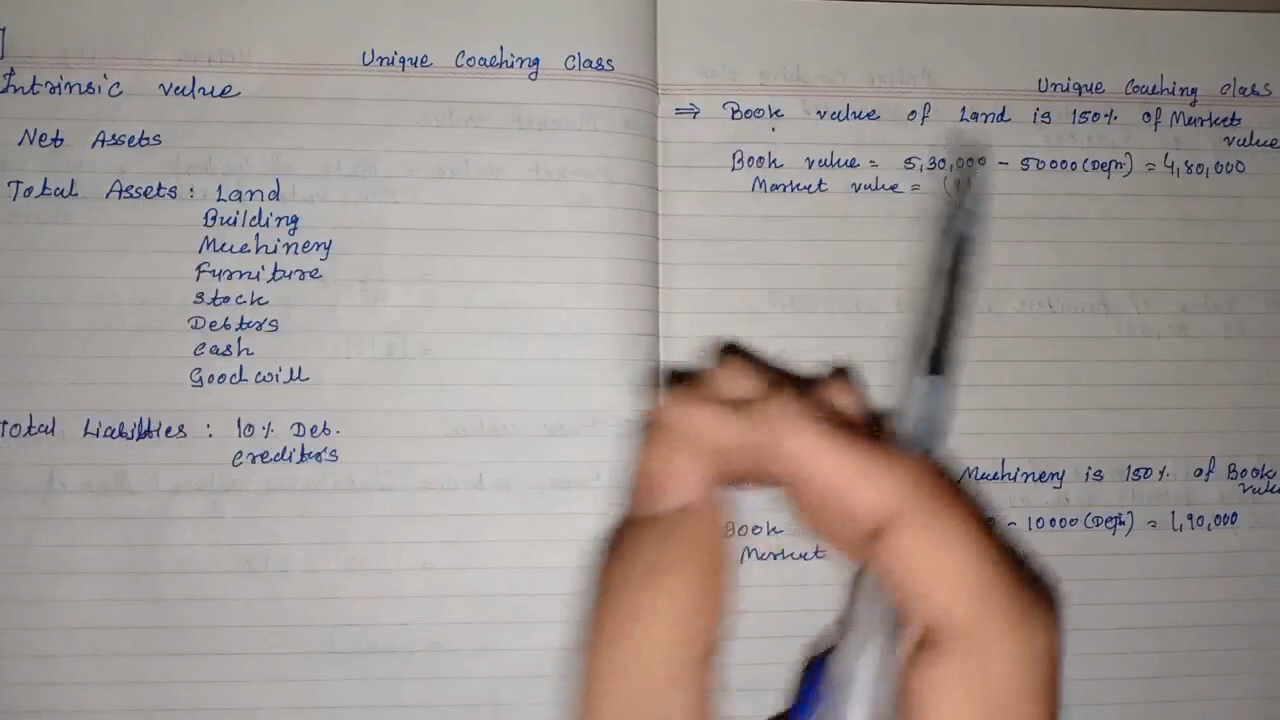 Unique Coaching Class
Intrinsic value
Net Assets
Total Assets : Land
Building
Machinery
Furniture
Stock
Debtors
cash
Goodwill
Total Liabilities : 10% Deb.
creditors
Unique Coaching Class
⇒ Book value of Land is 150% of Market
value
Book value = 5,30,000 - 50000 (Depn.) = 4,80,000
Market value = (?)
Machinery is 150% of Book
value
Book - 10000 (Depn.) = 1,90,000
Market